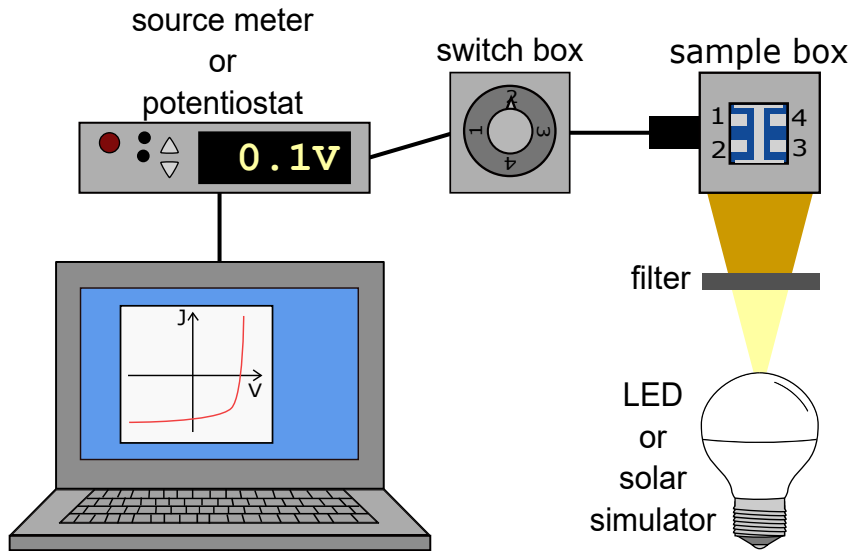 source meter
or
potentiostat
switch box
sample box
0.1V
1
2
3
4
1
2
4
3
J
V
filter
LED
or
solar
simulator